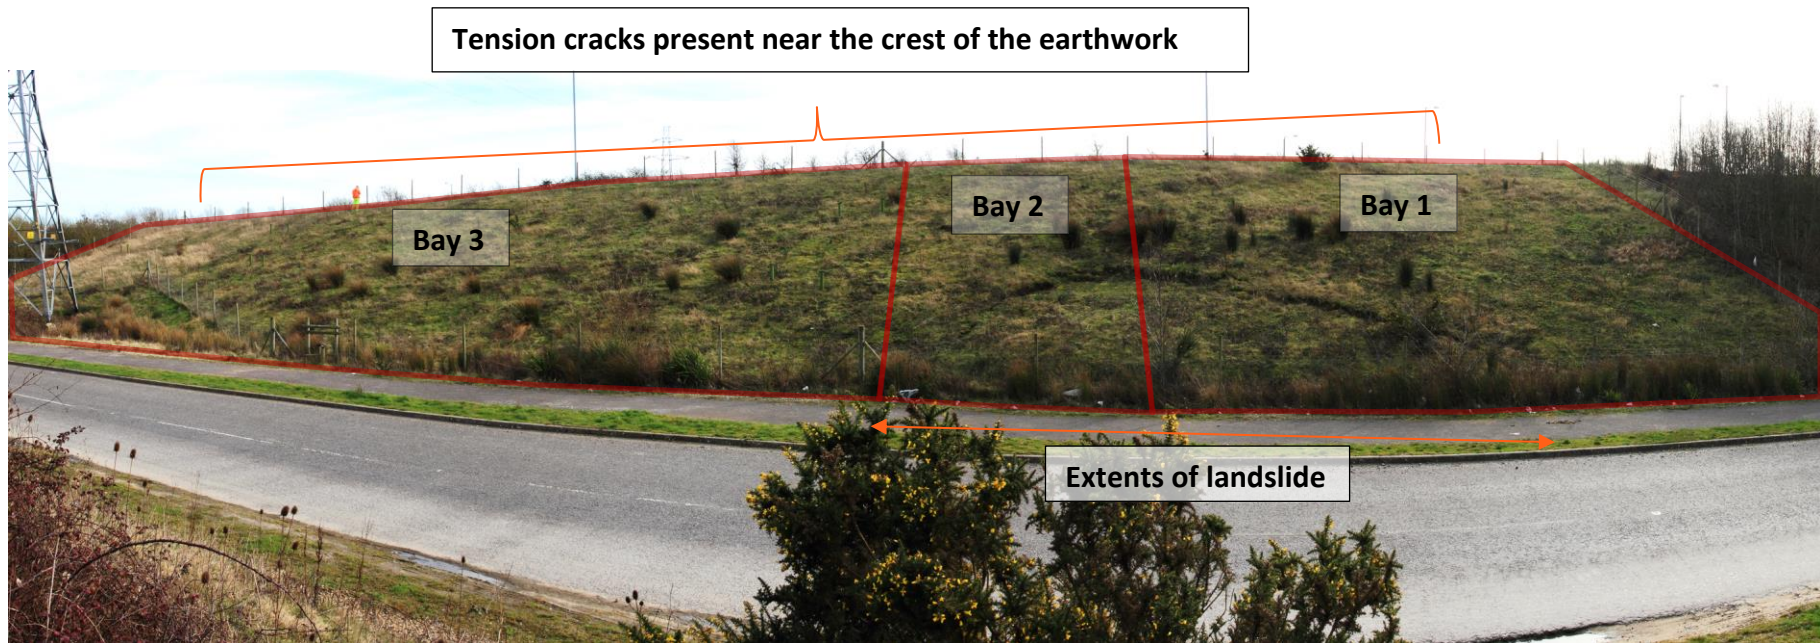 Tension cracks present near the crest of the earthwork
Bay 2
Bay 1
Bay 3
Extents of landslide